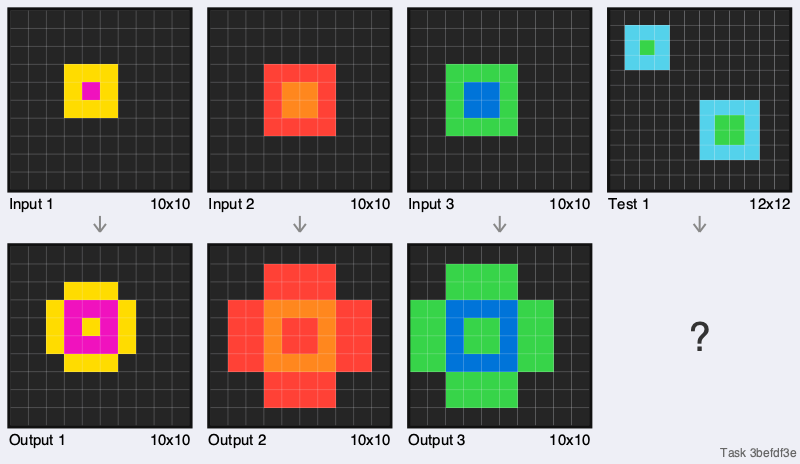 Input 1 10x10
Input 2 10x10
Input 3 10x10
Test 1 12x12
?
Output 1 10x10
Output 2 10x10
Output 3 10x10
Task 3befdf3e